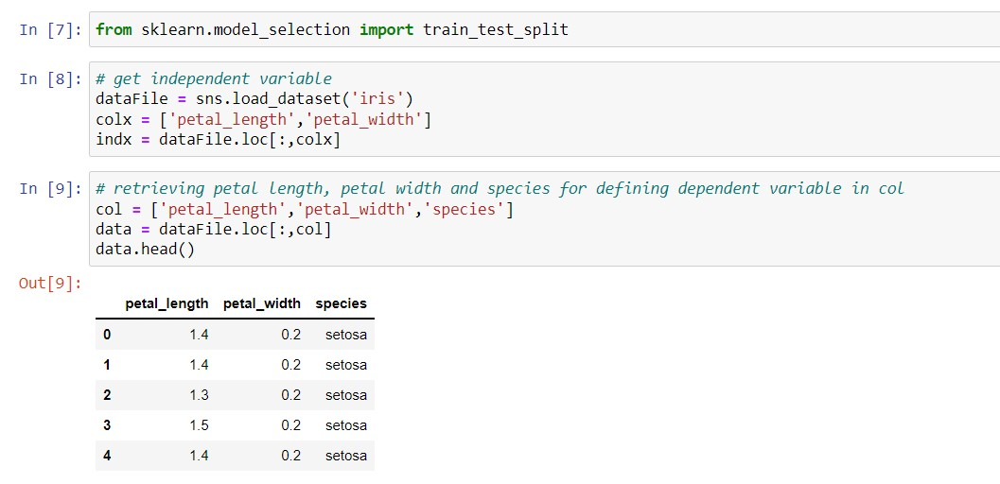 In [7]: from sklearn.model_selection import train_test_split
In [8]: # get independent variable
dataFile = sns.load_dataset('iris')
colx = ['petal_length','petal_width']
indx = dataFile.loc[:,colx]
In [9]: # retrieving petal length, petal width and species for defining dependent variable in col
col = ['petal_length','petal_width','species']
data = dataFile.loc[:,col]
data.head()
Out[9]:
petal_length petal_width species
0 1.4 0.2 setosa
1 1.4 0.2 setosa
2 1.3 0.2 setosa
3 1.5 0.2 setosa
4 1.4 0.2 setosa